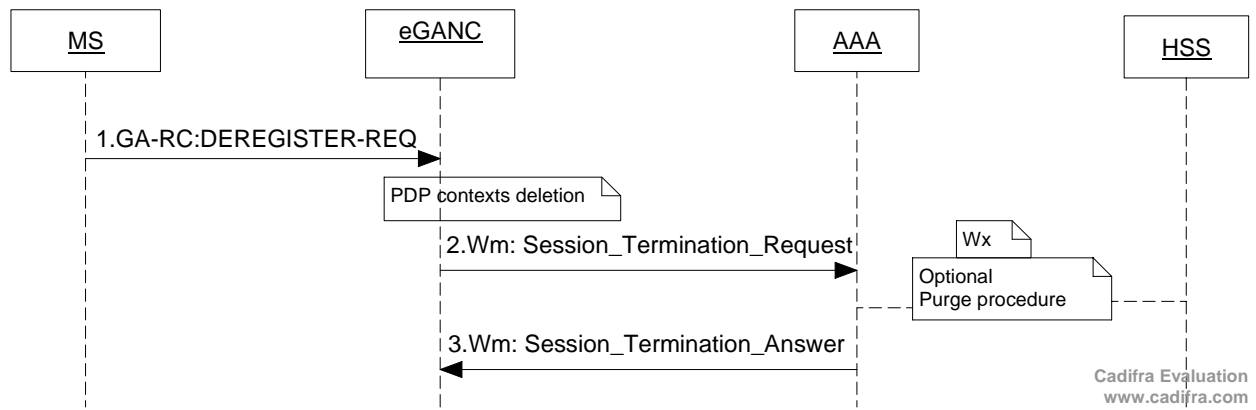 MS
eGANC
AAA
HSS
1.GA-RC:DEREGISTER-REQ
PDP contexts deletion
2.Wm: Session_Termination_Request
Wx
Optional
Purge procedure
3.Wm: Session_Termination_Answer
Cadifra Evaluation
www.cadifra.com